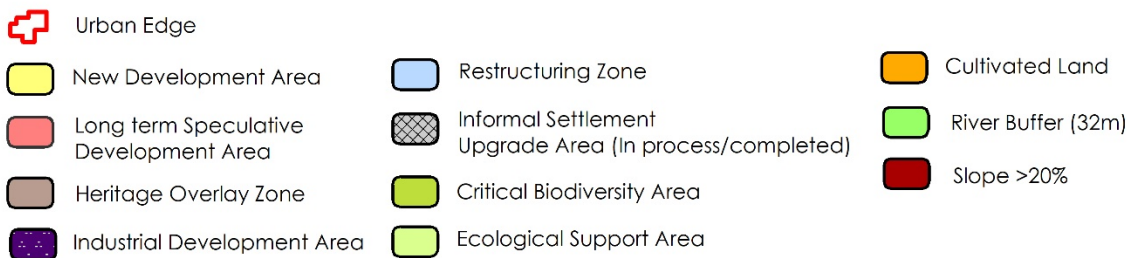 Urban Edge
New Development Area
Long term Speculative
Development Area
Heritage Overlay Zone
Industrial Development Area
Restructuring Zone
Informal Settlement
Upgrade Area (In process/completed)
Critical Biodiversity Area
Ecological Support Area
Cultivated Land
River Buffer (32m)
Slope >20%